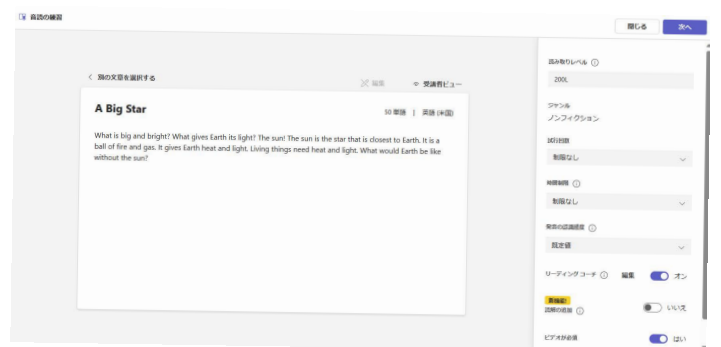 音読の練習
閉じる
次へ
別の文章を選択する
編集
受講者ビュー
A Big Star
50 単語 | 英語 (米国)
What is big and bright? What gives Earth its light? The sun! The sun is the star that is closest to Earth. It is a
ball of fire and gas. It gives Earth heat and light. Living things need heat and light. What would Earth be like
without the sun?
読み取りレベル
200L
ジャンル
ノンフィクション
試行回数
制限なし
時間制限
制限なし
発音の認識感度
既定値
リーディング コーチ 編集 オン
新機能!
読解の追加 いいえ
ビデオが必須 はい